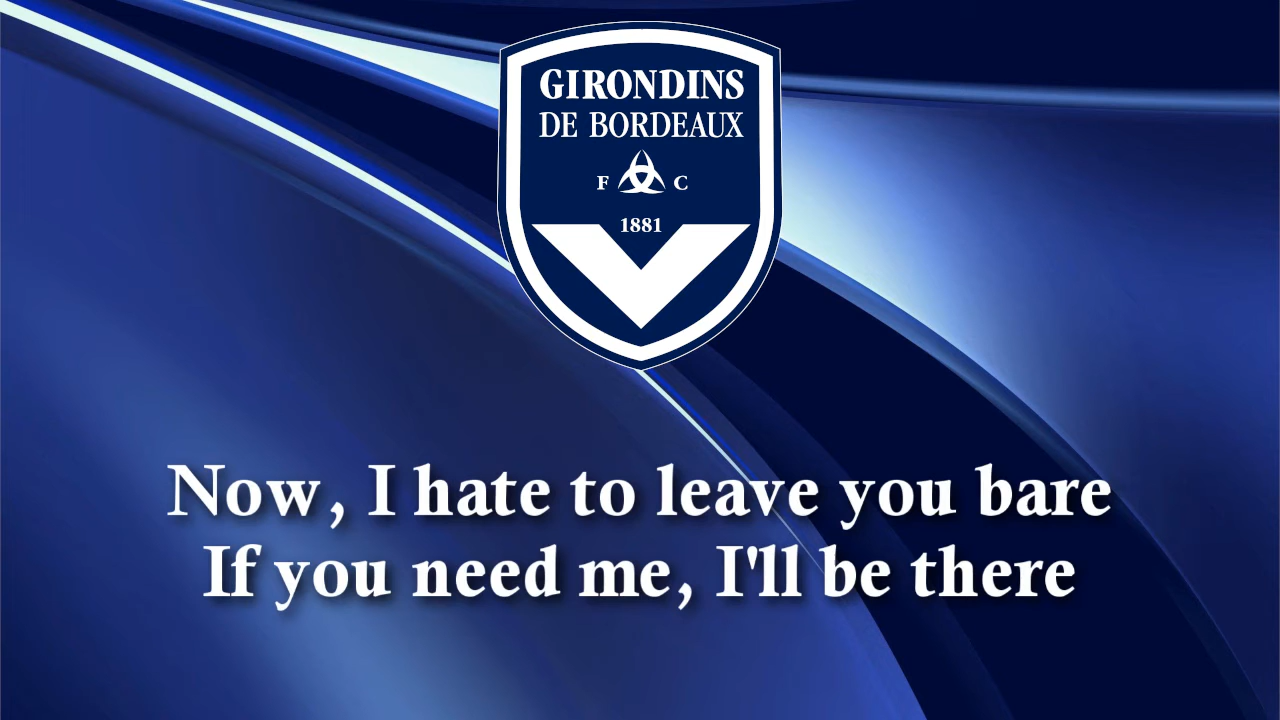 GIRONDINS
DE BORDEAUX
F C
1881
Now, I hate to leave you bare
If you need me, I'll be there